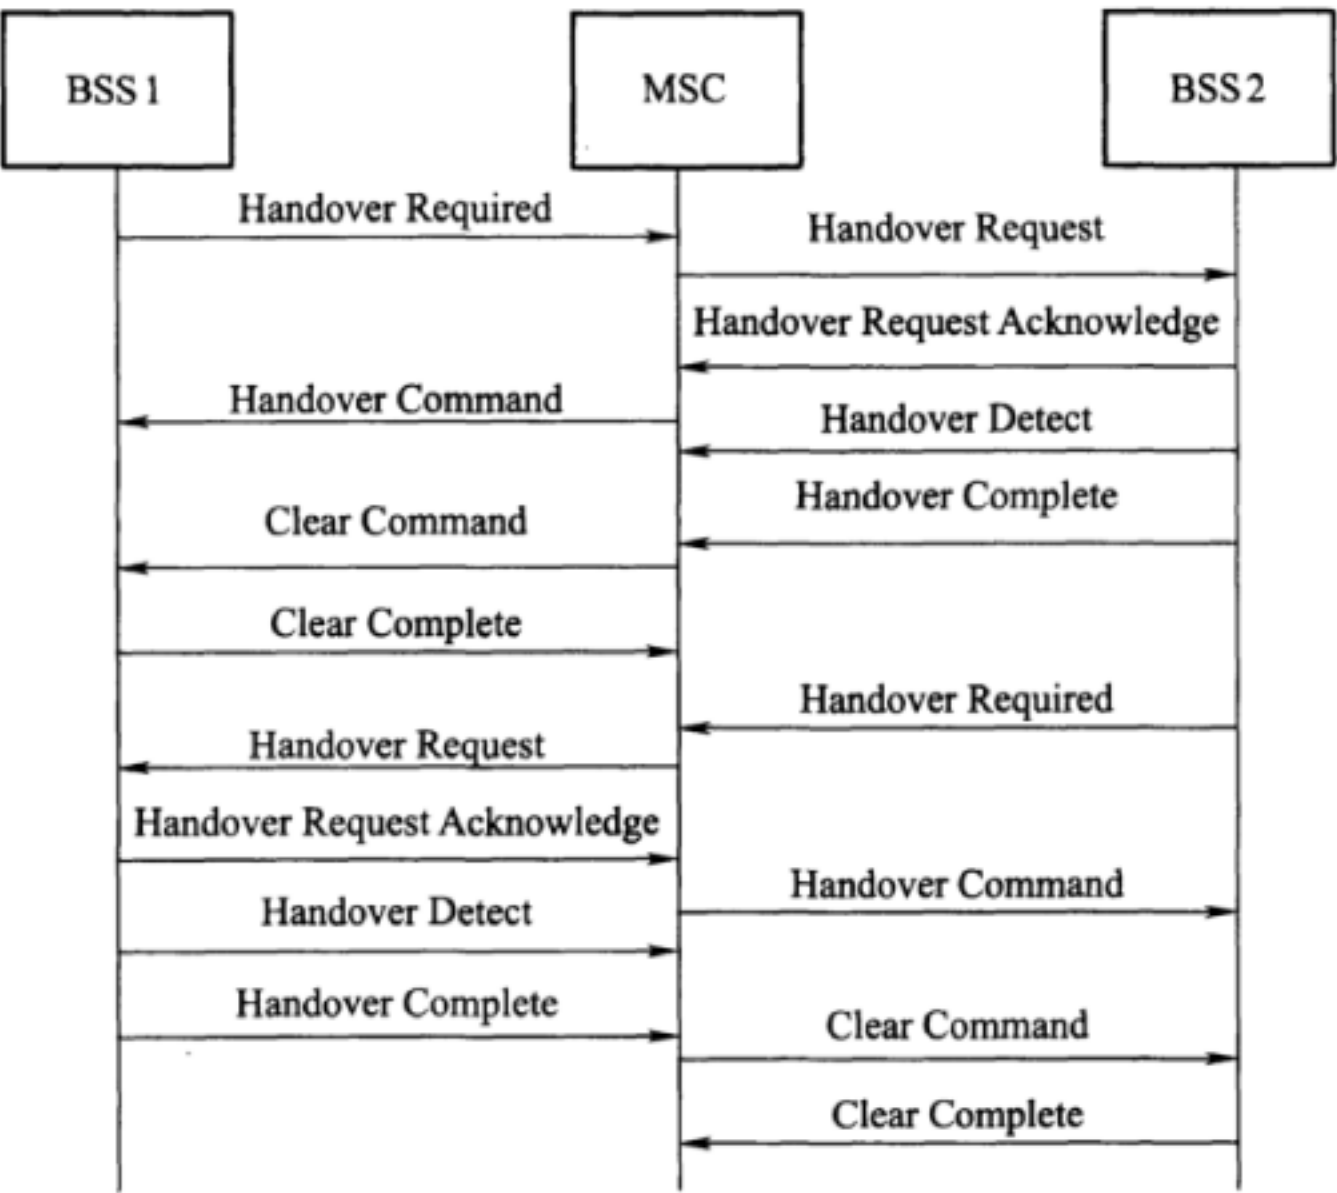 BSS 1
MSC
BSS 2
Handover Required
Handover Request
Handover Request Acknowledge
Handover Command
Handover Detect
Handover Complete
Clear Command
Clear Complete
Handover Required
Handover Request
Handover Request Acknowledge
Handover Command
Handover Detect
Handover Complete
Clear Command
Clear Complete